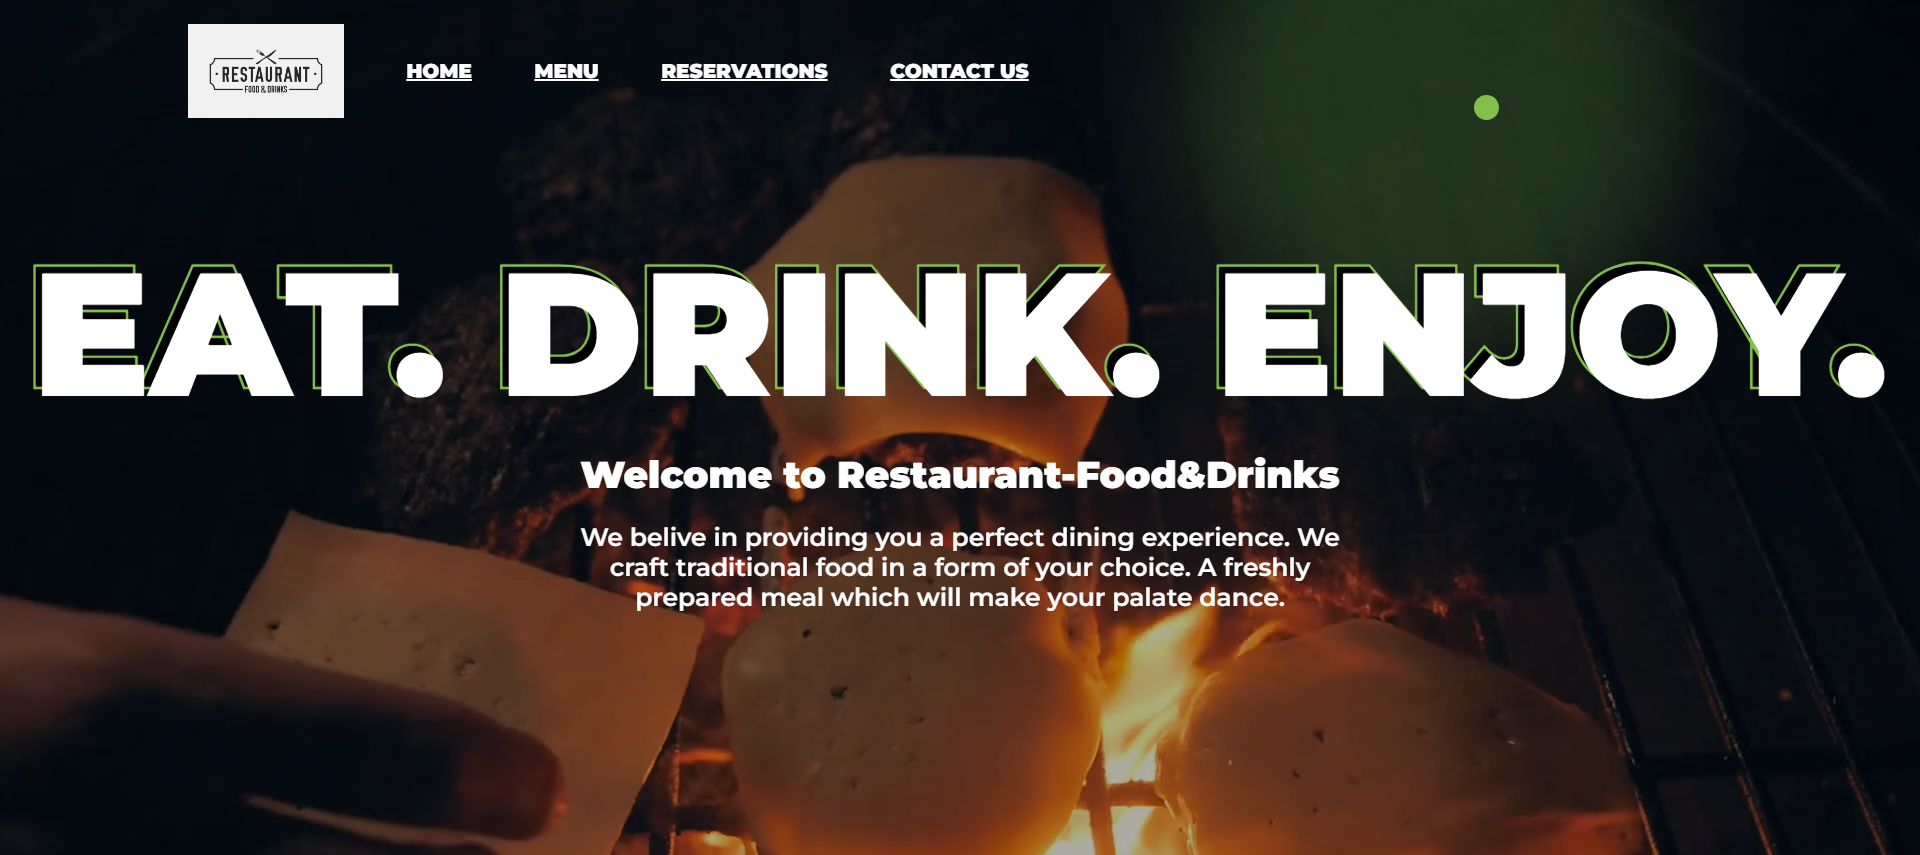 RESTAURANT
FOOD & DRINKS
HOME MENU RESERVATIONS CONTACT US
EAT. DRINK. ENJOY.
Welcome to Restaurant-Food&Drinks
We belive in providing you a perfect dining experience. We
craft traditional food in a form of your choice. A freshly
prepared meal which will make your palate dance.